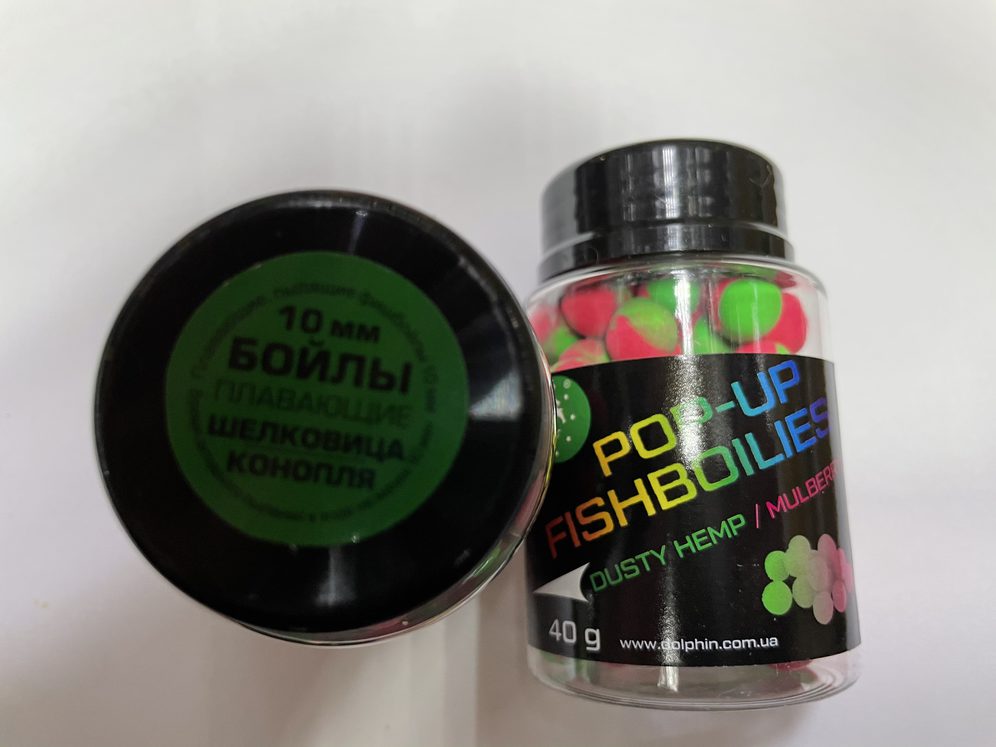 10 мм
БОЙЛЫ
ПЛАВАЮЩИЕ
ШЕЛКОВИЦА
КОНОПЛЯ
POP-UP
FISHBOILIES
DUSTY HEMP / MULBERR
40 g www.dolphin.com.ua